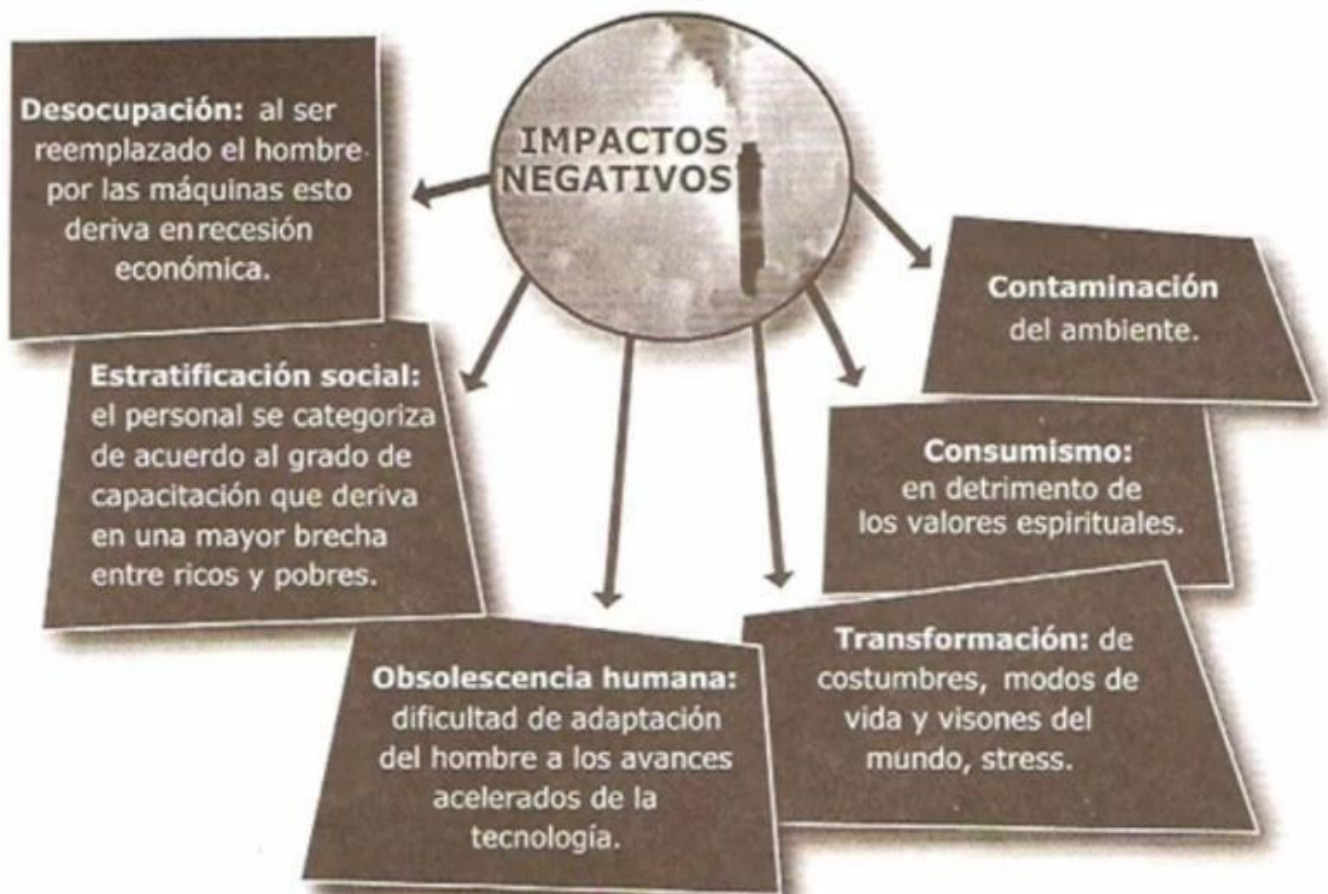 IMPACTOS
NEGATIVOS
Desocupación: al ser
reemplazado el hombre
por las máquinas esto
deriva en recesión
económica.
Estratificación social:
el personal se categoriza
de acuerdo al grado de
capacitación que deriva
en una mayor brecha
entre ricos y pobres.
Obsolescencia humana:
dificultad de adaptación
del hombre a los avances
acelerados de la
tecnología.
Transformación: de
costumbres, modos de
vida y visones del
mundo, stress.
Consumismo:
en detrimento de
los valores espirituales.
Contaminación
del ambiente.